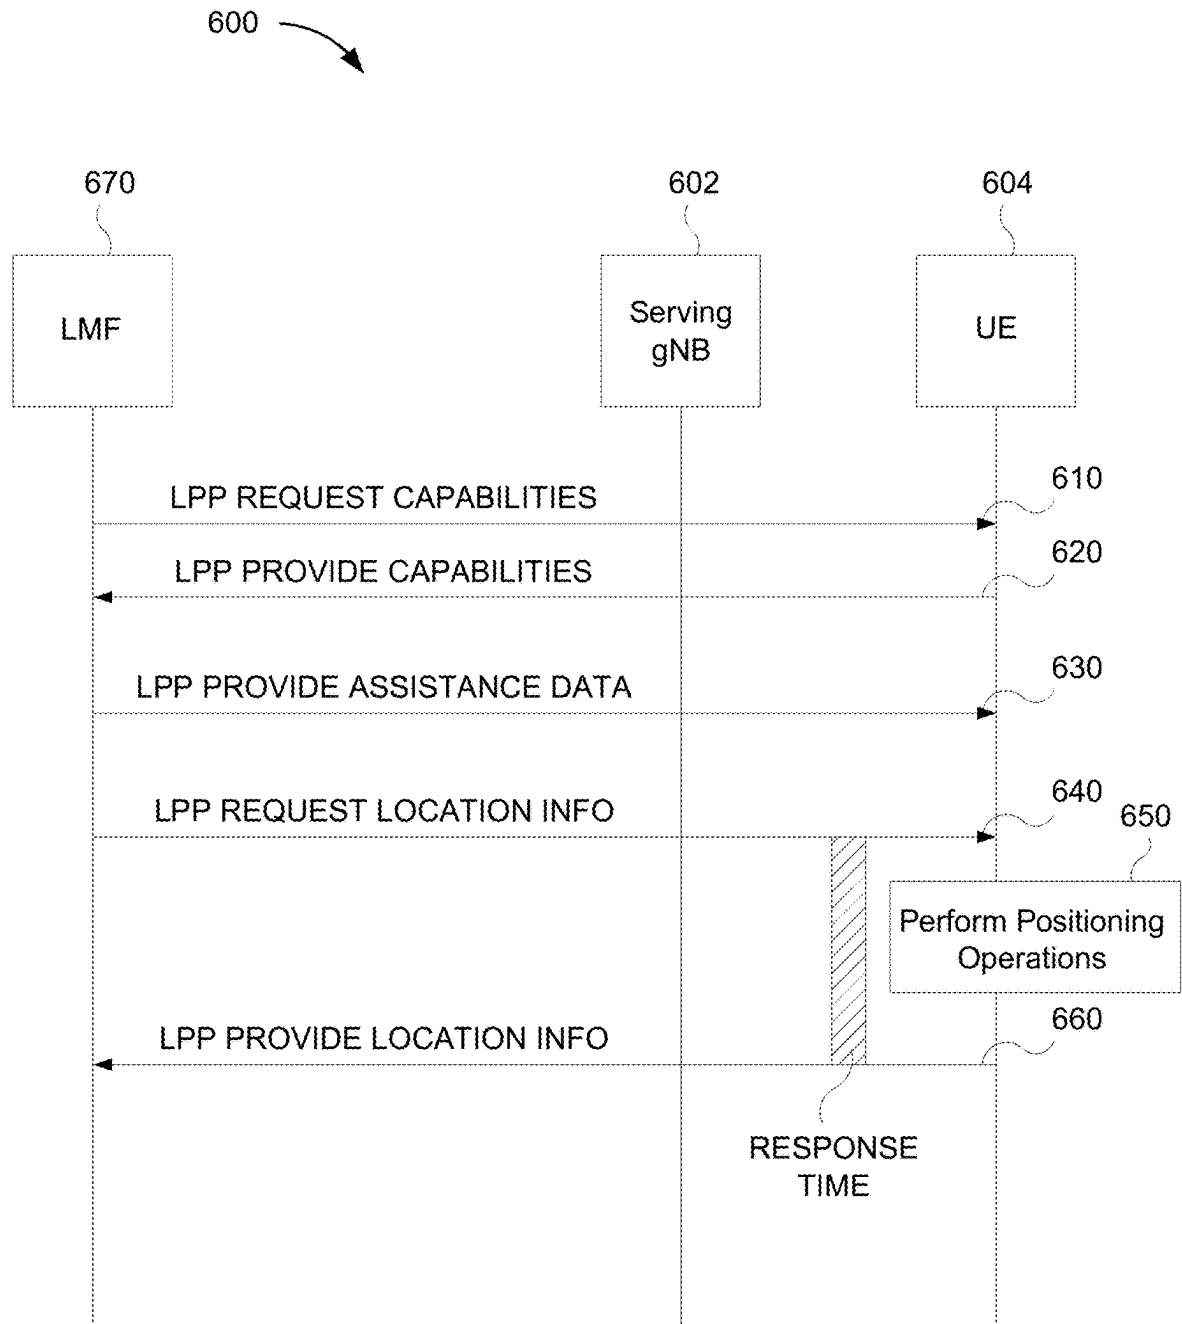 600
670
602
604
LMF
Serving
gNB
UE
LPP REQUEST CAPABILITIES
610
LPP PROVIDE CAPABILITIES
620
LPP PROVIDE ASSISTANCE DATA
630
LPP REQUEST LOCATION INFO
640
650
Perform Positioning
Operations
LPP PROVIDE LOCATION INFO
660
RESPONSE
TIME